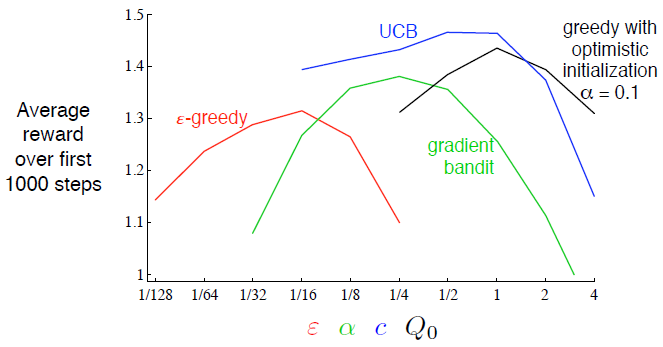 1.5
UCB
greedy with
optimistic
initialization
α = 0.1
1.4
Average
reward
over first
1000 steps
ε-greedy
1.3
gradient
bandit
1.2
1.1
1
1/128 1/64 1/32 1/16 1/8 1/4 1/2 1 2 4
ε α c Q₀